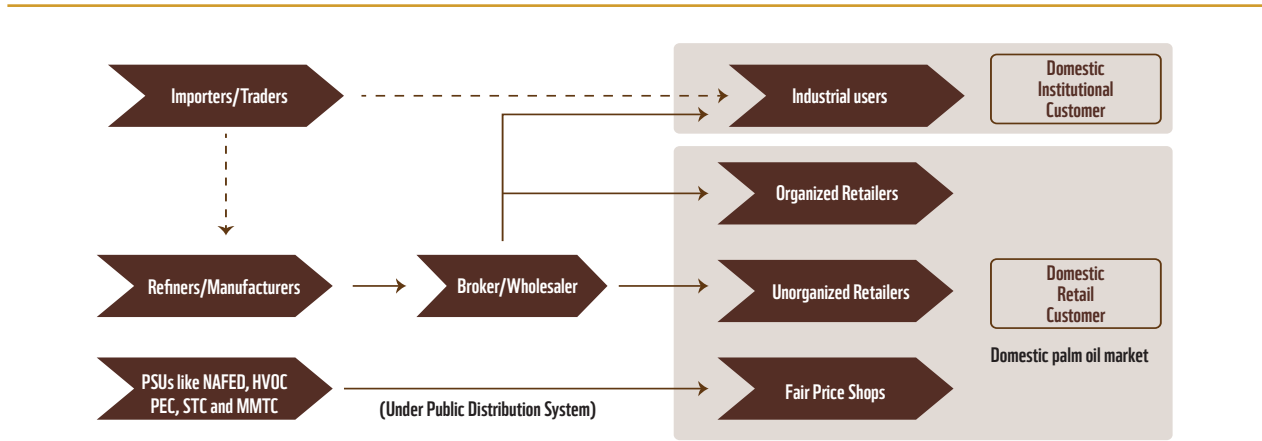 Importers/Traders
Industrial users
Domestic
Institutional
Customer
Organized Retailers
Refiners/Manufacturers
Broker/Wholesaler
Unorganized Retailers
Domestic
Retail
Customer
Domestic palm oil market
PSUs like NAFED, HVOC
PEC, STC and MMTC
(Under Public Distribution System)
Fair Price Shops